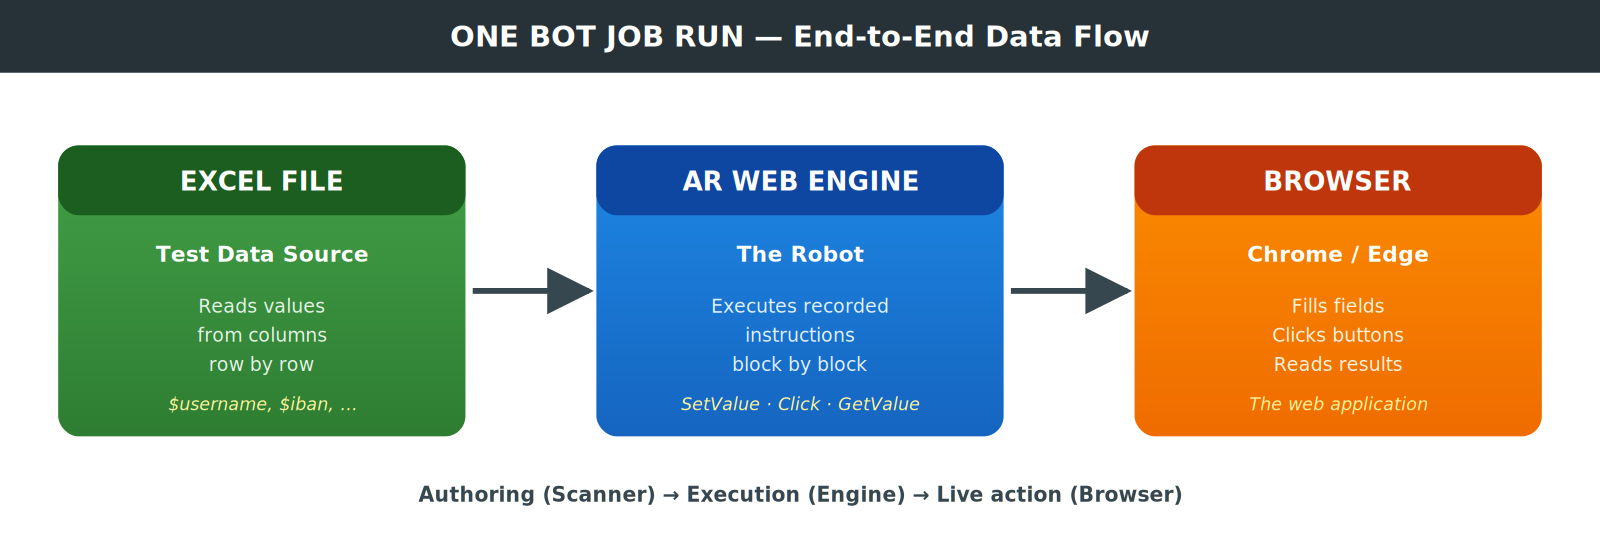 ONE BOT JOB RUN — End-to-End Data Flow
EXCEL FILE
Test Data Source
Reads values
from columns
row by row
$username, $iban, ...
AR WEB ENGINE
The Robot
Executes recorded
instructions
block by block
SetValue · Click · GetValue
BROWSER
Chrome / Edge
Fills fields
Clicks buttons
Reads results
The web application
Authoring (Scanner) → Execution (Engine) → Live action (Browser)